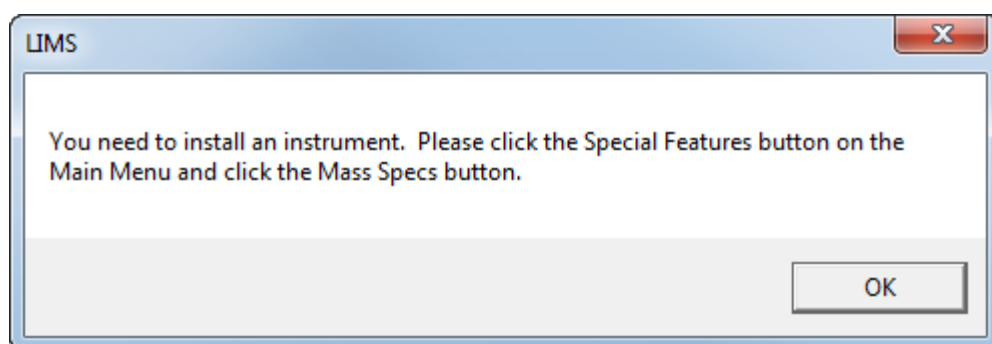 LIMS
You need to install an instrument.  Please click the Special Features button on the
Main Menu and click the Mass Specs button.
OK